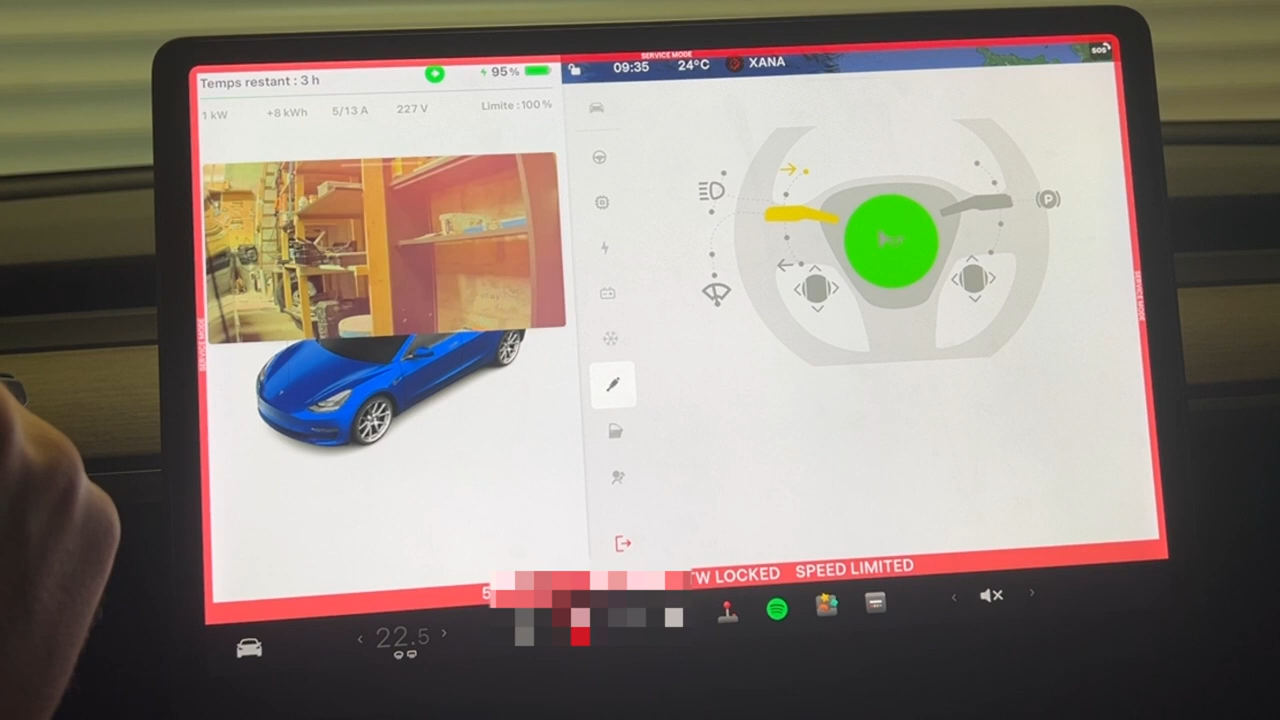 SERVICE MODE
Temps restant : 3 h
95%
09:35
24°C
XANA
SOS
1 kW
+8 kWh
5/13 A
227 V
Limite : 100 %
P
SERVICE MODE
SERVICE MODE
LOCKED SPEED LIMITED
22.5